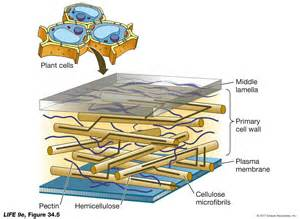 Plant cells
Middle
lamella
Primary
cell wall
Plasma
membrane
Pectin
Hemicellulose
Cellulose
microfibrils
LIFE 9e, Figure 34.5